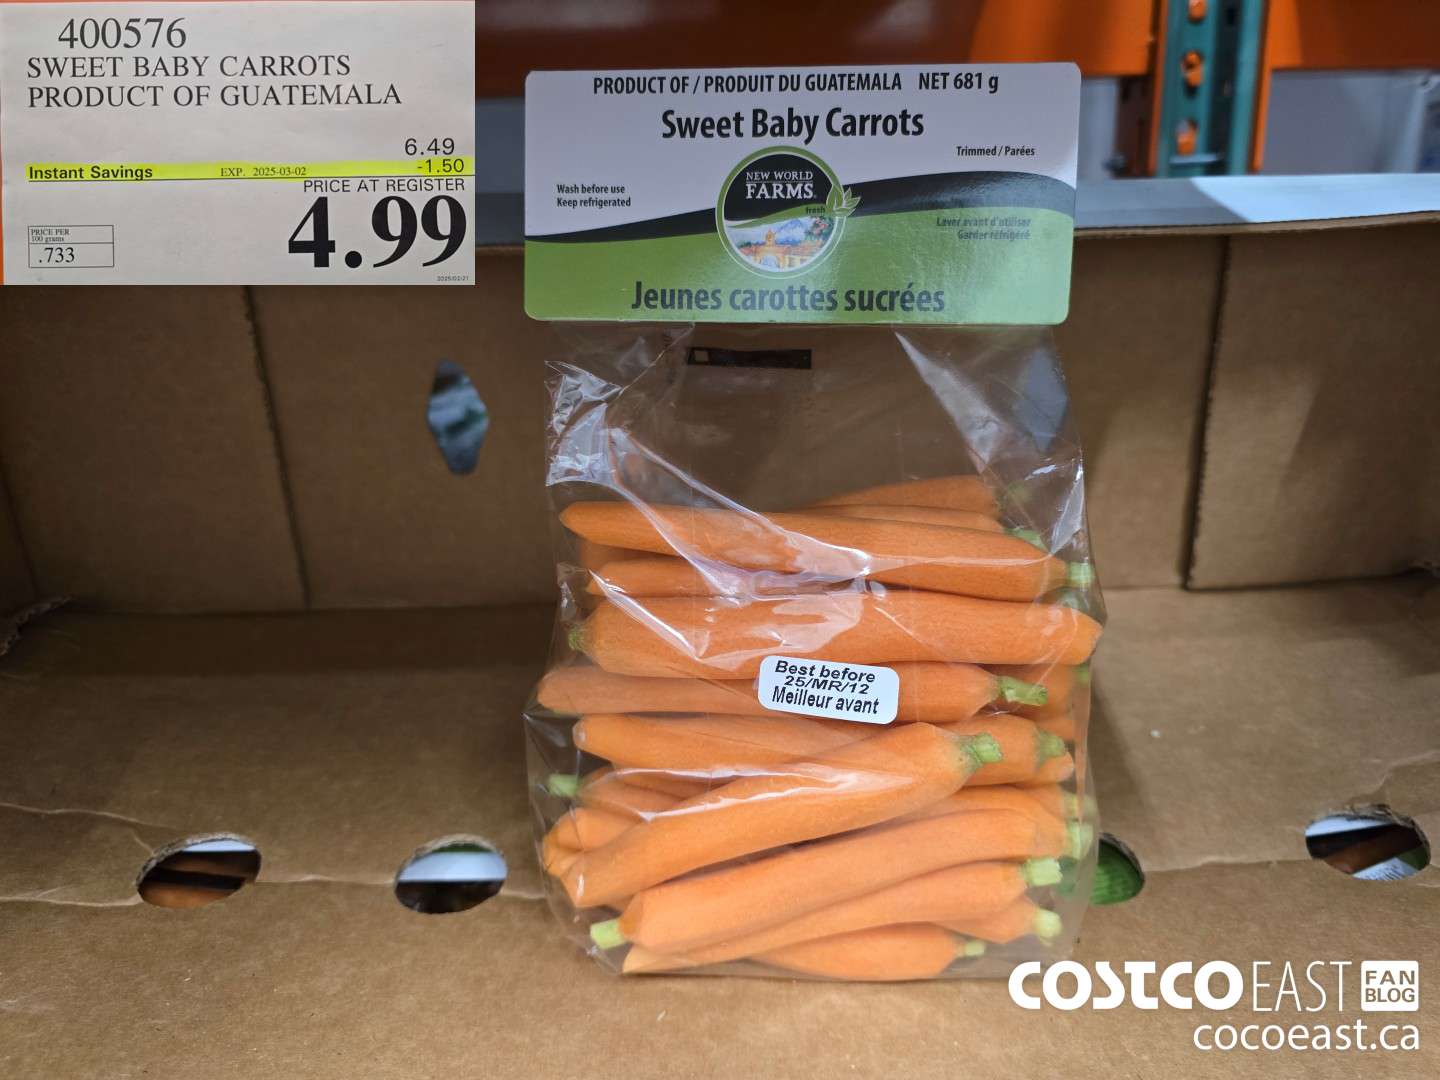 400576
SWEET BABY CARROTS
PRODUCT OF GUATEMALA
6.49
Instant Savings EXP. 2025-03-02 -1.50
PRICE AT REGISTER
4.99
PRICE PER
100 grams
.733
2025/02/21
PRODUCT OF / PRODUIT DU GUATEMALA NET 681 g
Sweet Baby Carrots
Trimmed / Parées
Wash before use
Keep refrigerated
NEW WORLD
FARMS®
fresh
Laver avant d'utiliser
Garder réfrigéré
Jeunes carottes sucrées
Best before
25/MR/12
Meilleur avant
COSTCO EAST FAN
BLOG
cocoeast.ca